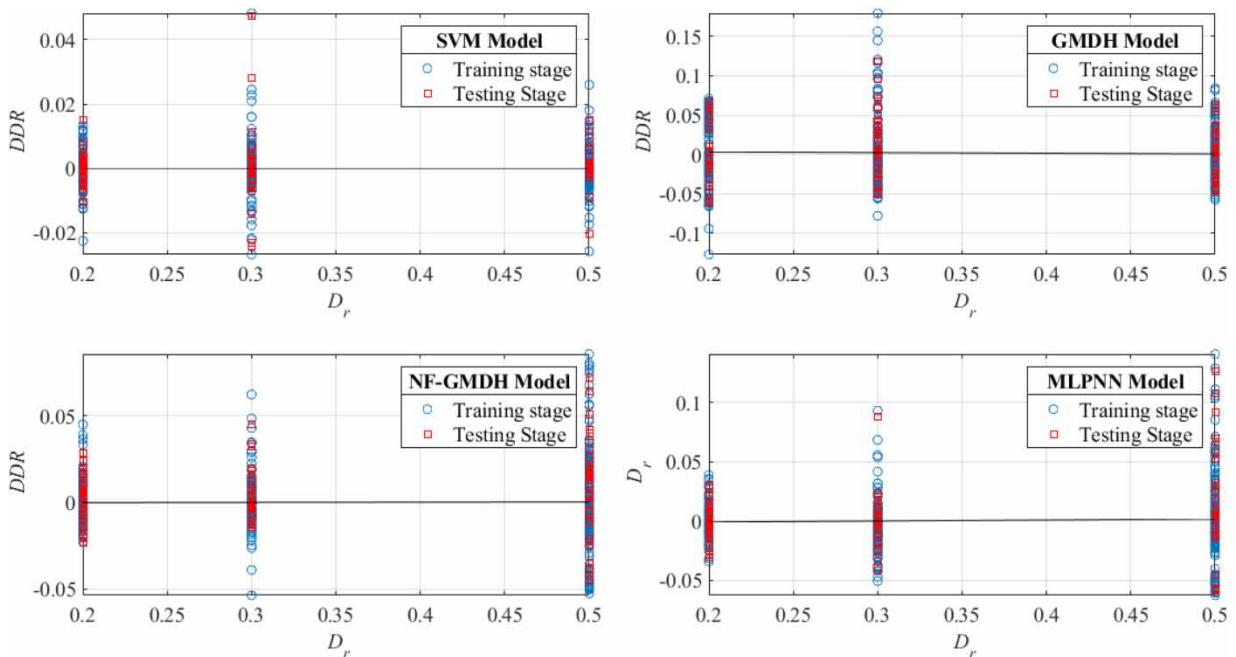 SVM Model
Training stage
Testing Stage
0.04
0.02
0
-0.02
DDR
0.2 0.25 0.3 0.35 0.4 0.45 0.5
D_r
GMDH Model
Training stage
Testing Stage
0.15
0.1
0.05
0
-0.05
-0.1
DDR
0.2 0.25 0.3 0.35 0.4 0.45 0.5
D_r
NF-GMDH Model
Training stage
Testing Stage
0.05
0
-0.05
DDR
0.2 0.25 0.3 0.35 0.4 0.45 0.5
D_r
MLPNN Model
Training stage
Testing Stage
0.1
0.05
0
-0.05
D_r
0.2 0.25 0.3 0.35 0.4 0.45 0.5
D_r